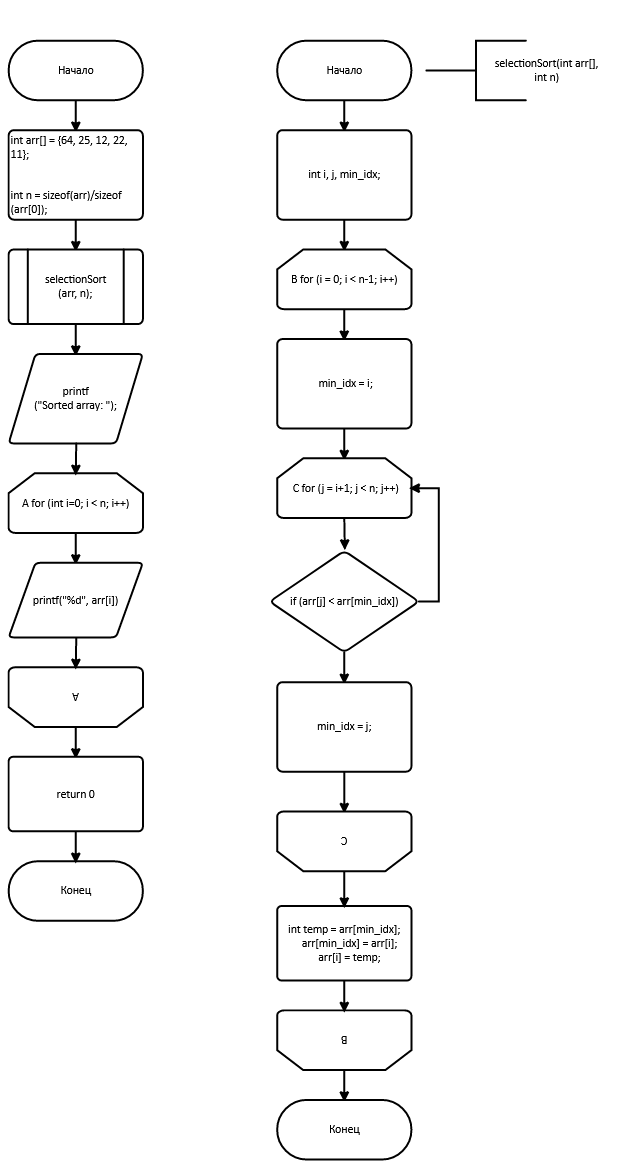 Начало
int arr[] = {64, 25, 12, 22,
11};
int n = sizeof(arr)/sizeof
(arr[0]);
selectionSort
(arr, n);
printf
("Sorted array: ");
A for (int i=0; i < n; i++)
printf("%d", arr[i])
A
return 0
Конец
Начало
selectionSort(int arr[],
int n)
int i, j, min_idx;
B for (i = 0; i < n-1; i++)
min_idx = i;
C for (j = i+1; j < n; j++)
if (arr[j] < arr[min_idx])
min_idx = j;
C
int temp = arr[min_idx];
arr[min_idx] = arr[i];
arr[i] = temp;
B
Конец